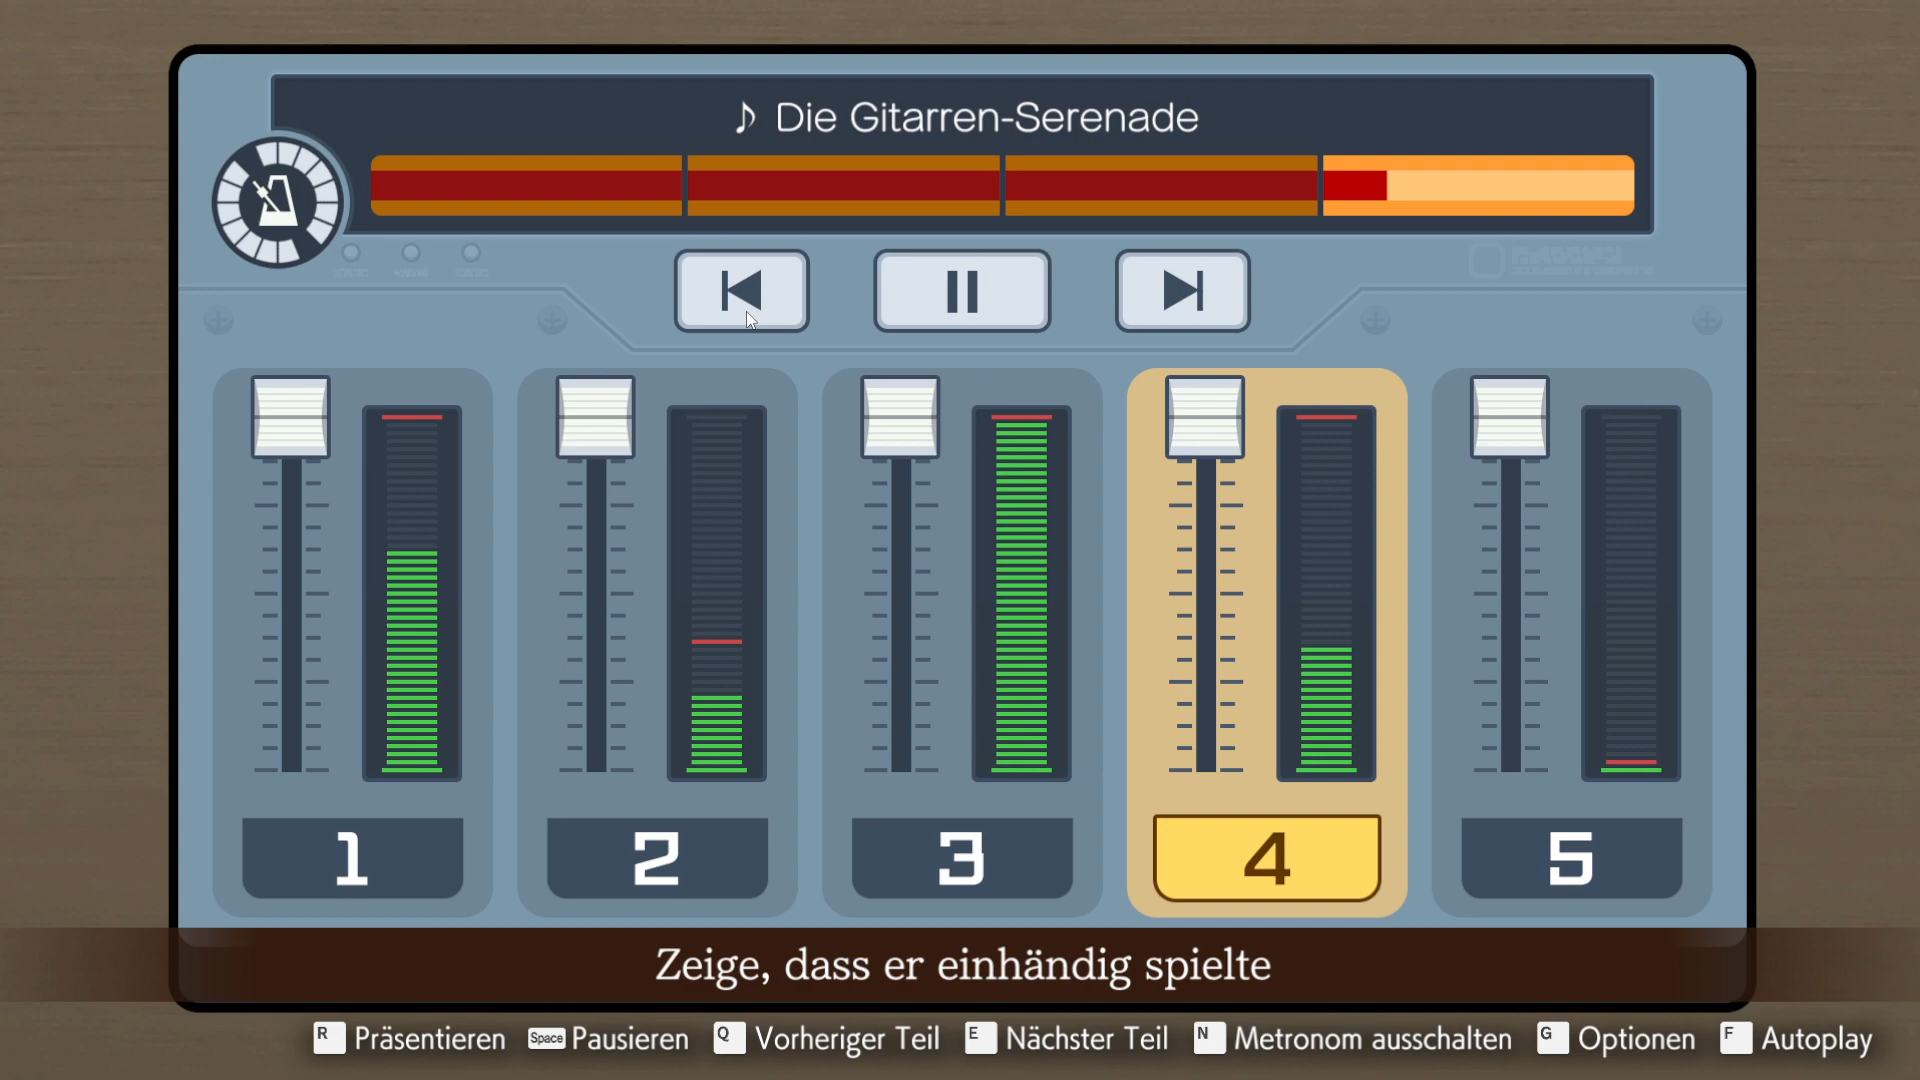 ♪ Die Gitarren-Serenade
1
2
3
4
5
Zeige, dass er einhändig spielte
R Präsentieren Space Pausieren Q Vorheriger Teil E Nächster Teil N Metronom ausschalten G Optionen F Autoplay